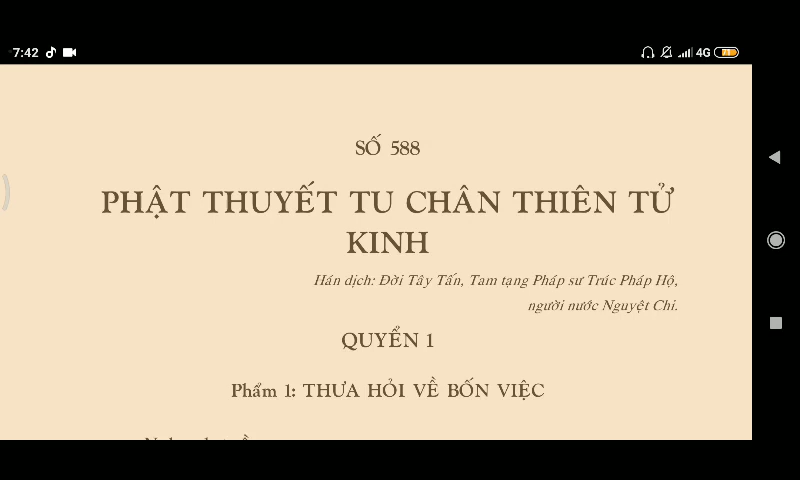 7:42
4G
71
SỐ 588
PHẬT THUYẾT TU CHÂN THIÊN TỬ
KINH
Hán dịch: Đời Tây Tấn, Tam tạng Pháp sư Trúc Pháp Hộ,
người nước Nguyệt Chi.
QUYỂN 1
Phẩm 1: THƯA HỎI VỀ BỐN VIỆC